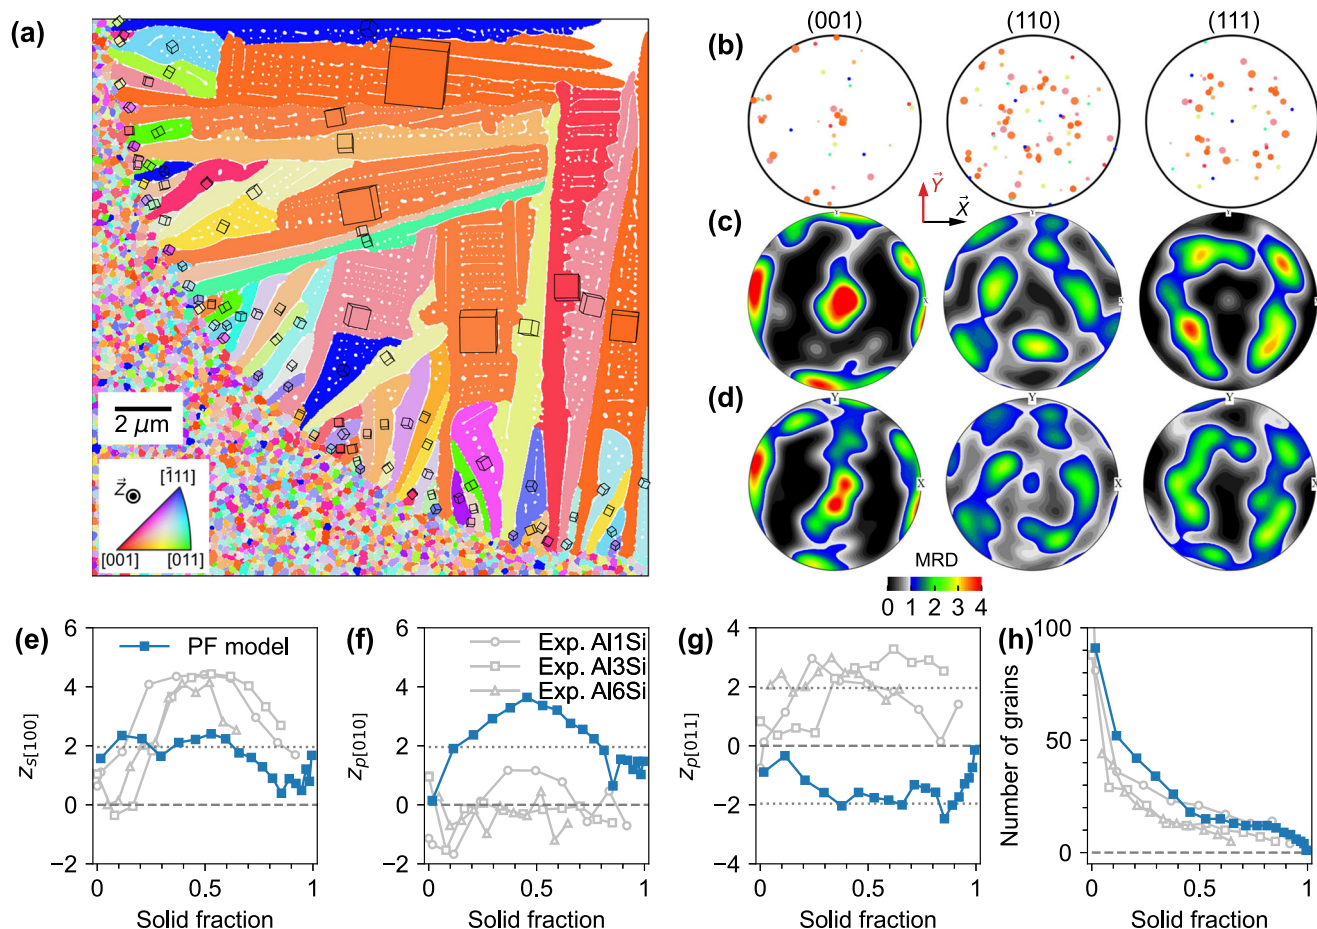 (a)
2 μm
Z⃗
[1̄11]
[001]
[011]
(b)
(001)
(110)
(111)
Y⃗
X⃗
(c)
Y
Y
Y
X
X
(d)
Y
Y
Y
X
X
X
MRD
0 1 2 3 4
(e)
6
4
2
0
−2
z_s[100]
PF model
0 0.5 1
Solid fraction
(f)
6
4
2
0
−2
z_p[010]
Exp. Al1Si
Exp. Al3Si
Exp. Al6Si
0 0.5 1
Solid fraction
(g)
4
2
0
−2
−4
z_p[011]
0 0.5 1
Solid fraction
(h)
100
50
0
Number of grains
0 0.5 1
Solid fraction